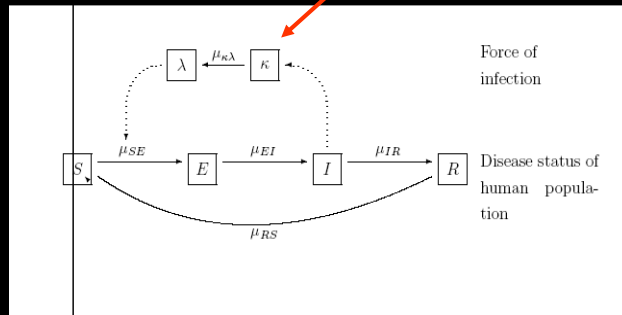 λ
μκλ
κ
Force of
infection
S
μSE
E
μEI
I
μIR
R
Disease status of
human popula-
tion
μRS